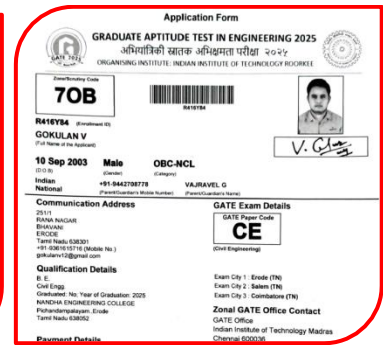 Application Form
GRADUATE APTITUDE TEST IN ENGINEERING 2025
अभियांत्रिकी स्नातक अभिक्षमता परीक्षा २०२५
ORGANISING INSTITUTE: INDIAN INSTITUTE OF TECHNOLOGY ROORKEE
GATE 2025
Zone/Scrutiny Code
7OB
R416Y84
R416Y84 (Enrollment ID)
GOKULAN V
(Full Name of the Applicant)
10 Sep 2003 Male OBC-NCL
(D.O.B) (Gender) (Category)
Indian National +91-9442708778 VAJRAVEL G
(Parent/Guardian's Mobile Number) (Parent/Guardian's Name)
Communication Address
251/1
RANA NAGAR
BHAVANI
ERODE
Tamil Nadu 638301
+91-9361615716 (Mobile No.)
gokulanv12@gmail.com
Qualification Details
B. E.
Civil Engg.
Graduated: No; Year of Graduation: 2025
NANDHA ENGINEERING COLLEGE
Pichandampalayam, Erode
Tamil Nadu 638052
Payment Details
GATE Exam Details
GATE Paper Code
CE
(Civil Engineering)
Exam City 1 : Erode (TN)
Exam City 2 : Salem (TN)
Exam City 3 : Coimbatore (TN)
Zonal GATE Office Contact
GATE Office
Indian Institute of Technology Madras
Chennai 600036